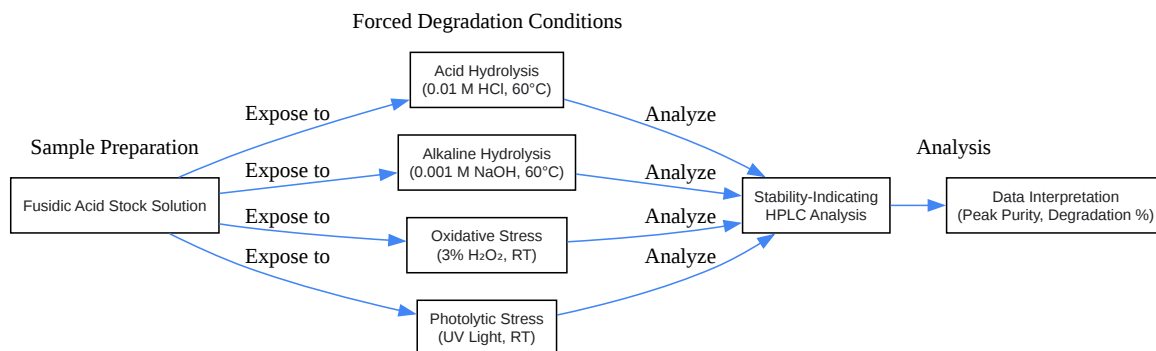 Forced Degradation Conditions
Acid Hydrolysis
(0.01 M HCl, 60°C)
Expose to
Analyze
Sample Preparation
Alkaline Hydrolysis
(0.001 M NaOH, 60°C)
Analysis
Expose to
Analyze
Fusidic Acid Stock Solution
Stability-Indicating
HPLC Analysis
Data Interpretation
(Peak Purity, Degradation %)
Expose to
Analyze
Oxidative Stress
(3% H₂O₂, RT)
Expose to
Analyze
Photolytic Stress
(UV Light, RT)